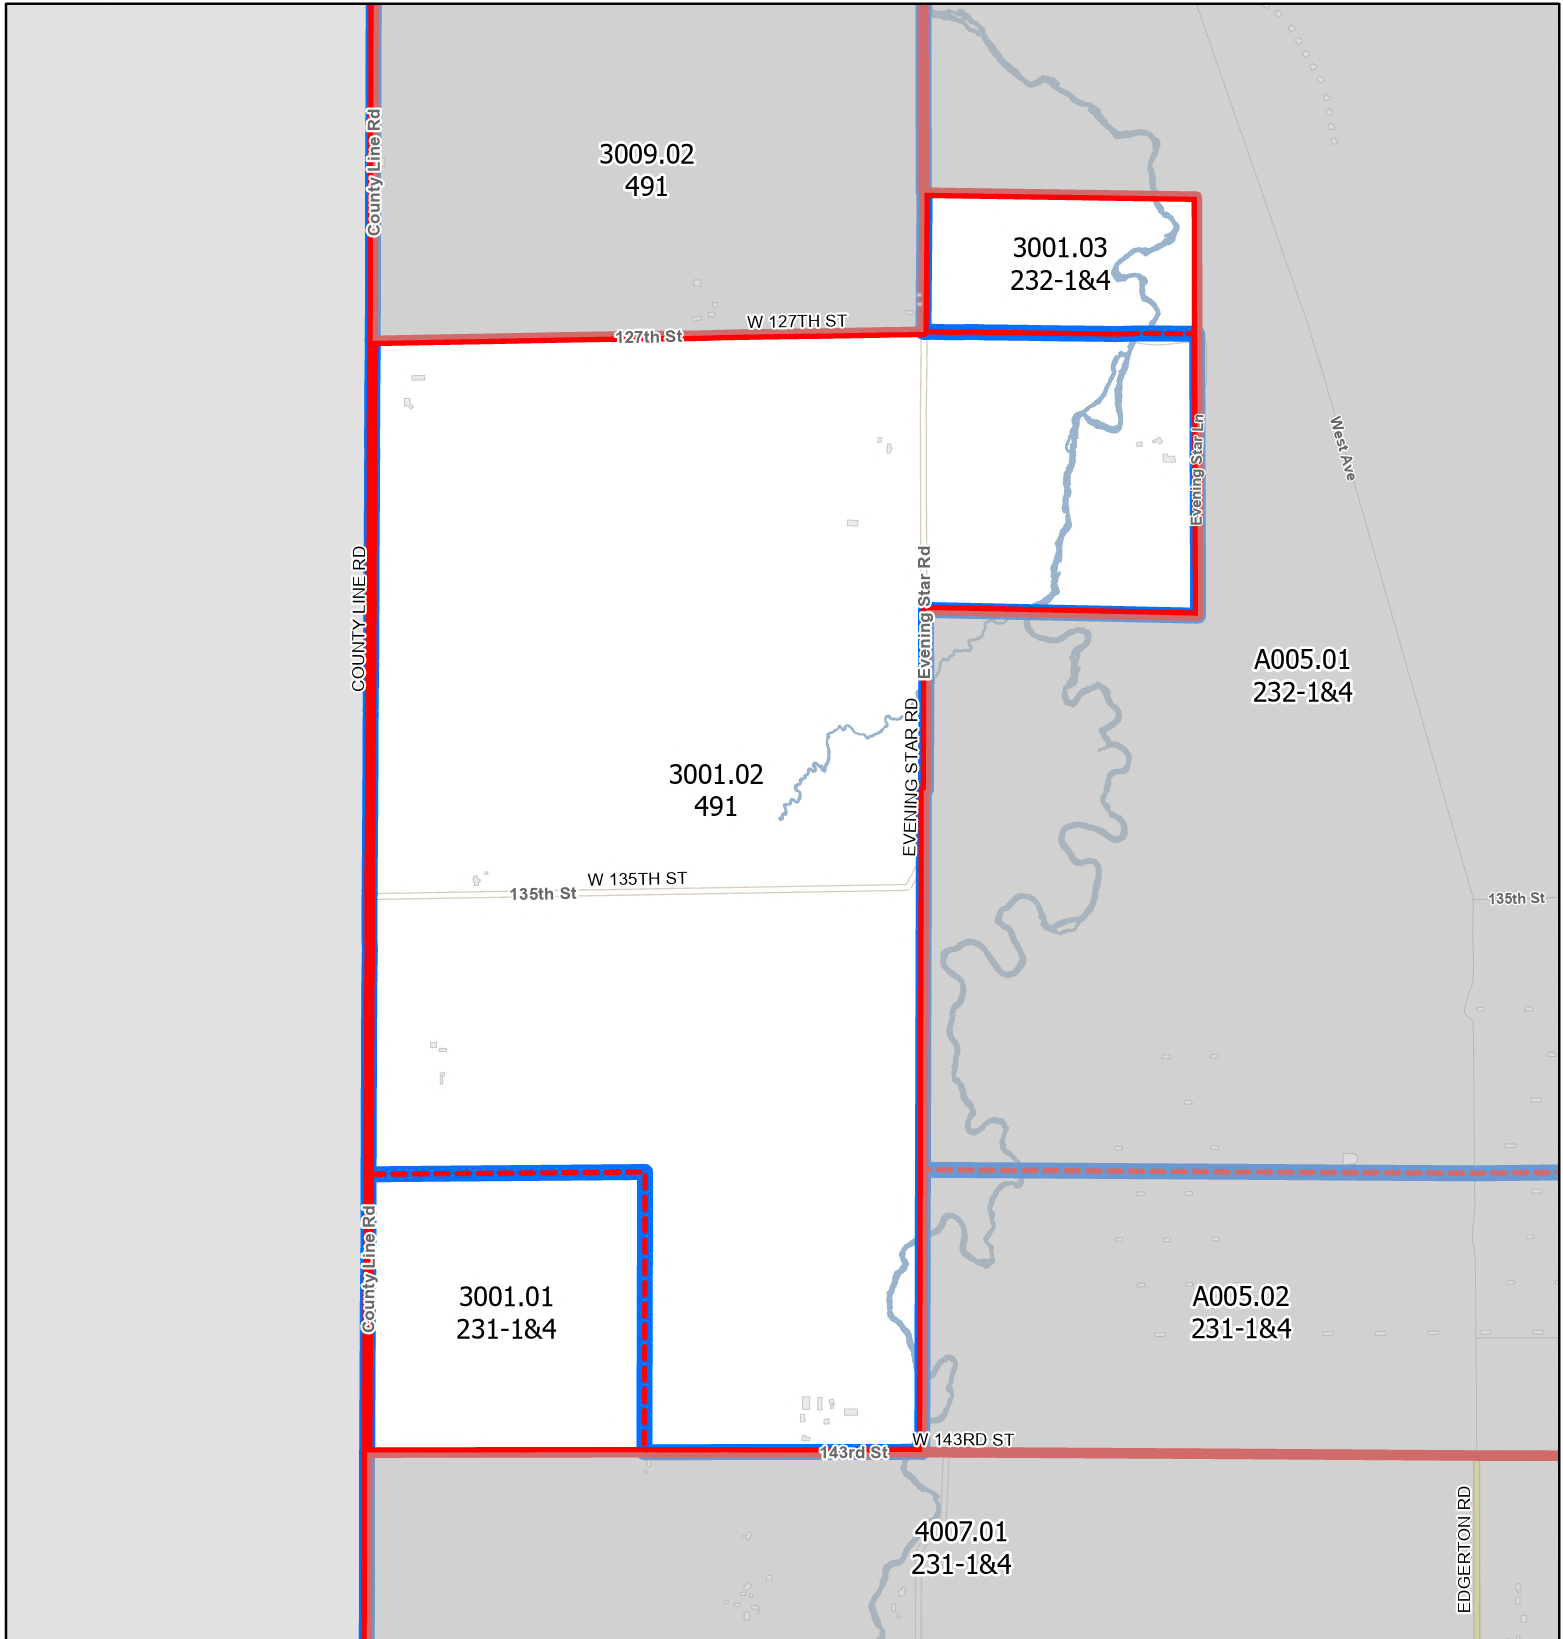 County Line Rd
3009.02
491
3001.03
232-1&4
W 127TH ST
127th St
West Ave
Evening Star Ln
COUNTY LINE RD
Evening Star Rd
A005.01
232-1&4
EVENING STAR RD
3001.02
491
W 135TH ST
135th St
135th St
County Line Rd
3001.01
231-1&4
A005.02
231-1&4
W 143RD ST
143rd St
4007.01
231-1&4
EDGERTON RD